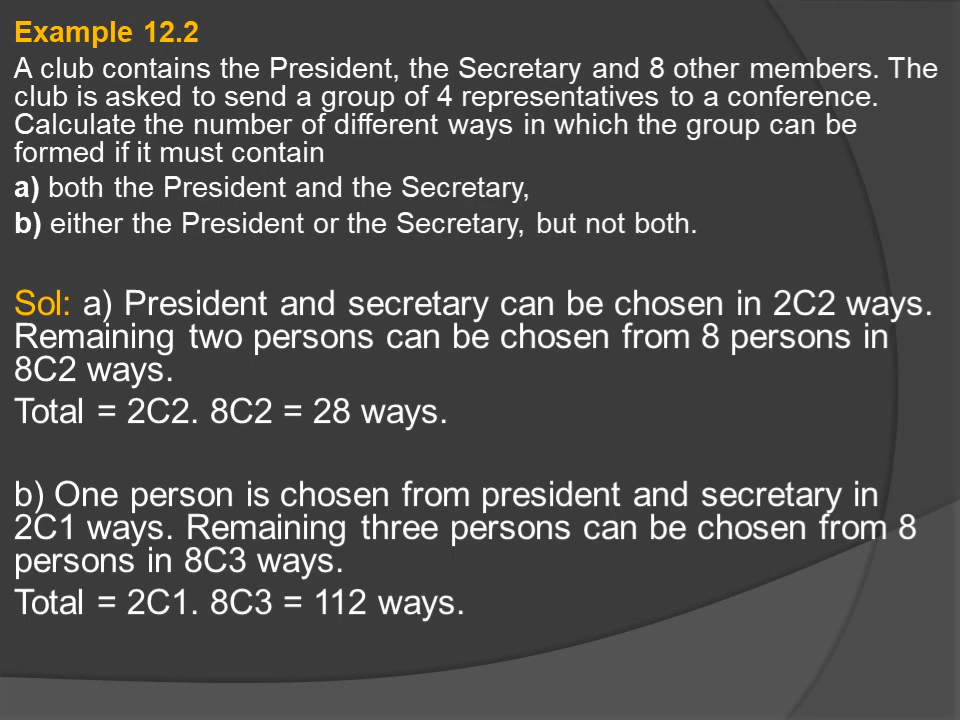 Example 12.2
A club contains the President, the Secretary and 8 other members. The
club is asked to send a group of 4 representatives to a conference.
Calculate the number of different ways in which the group can be
formed if it must contain
a) both the President and the Secretary,
b) either the President or the Secretary, but not both.
Sol: a) President and secretary can be chosen in 2C2 ways.
Remaining two persons can be chosen from 8 persons in
8C2 ways.
Total = 2C2. 8C2 = 28 ways.
b) One person is chosen from president and secretary in
2C1 ways. Remaining three persons can be chosen from 8
persons in 8C3 ways.
Total = 2C1. 8C3 = 112 ways.